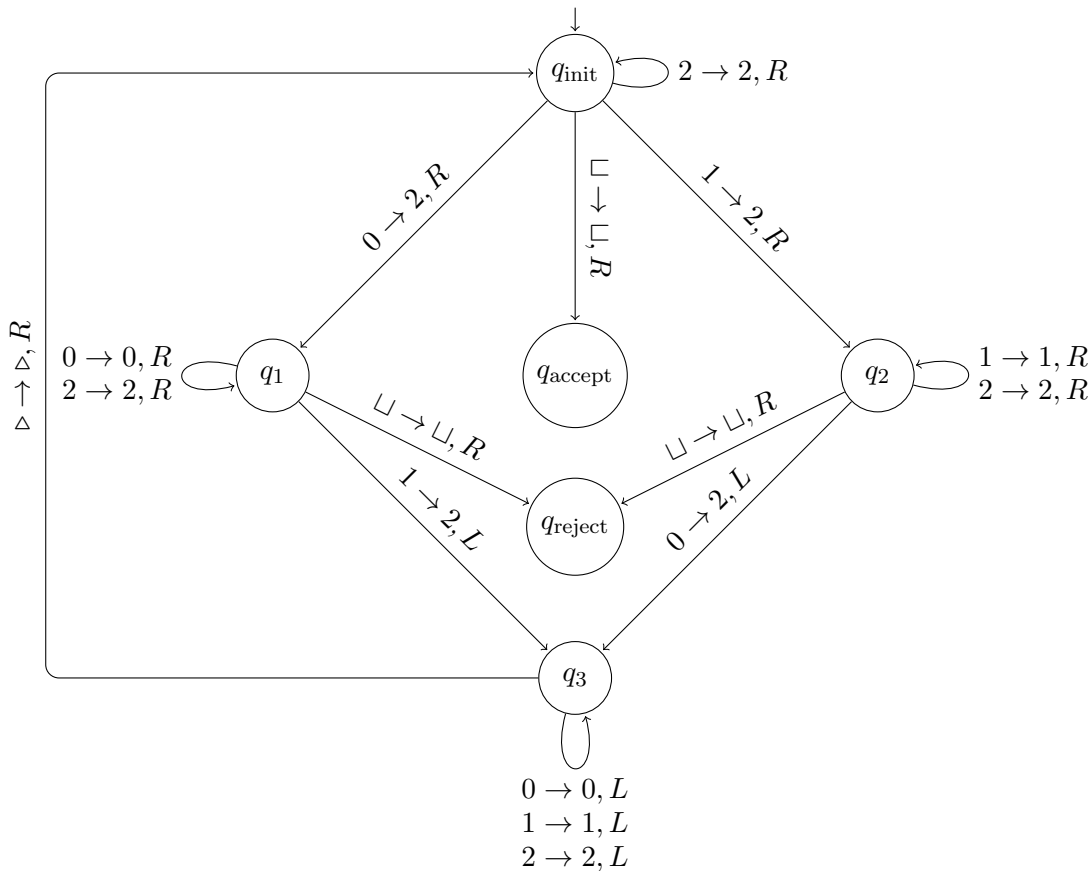 q_init
2 → 2, R
0 → 2, R
⊔ → ⊔, R
1 → 2, R
▷ → ▷, R
0 → 0, R
2 → 2, R
q_1
q_accept
q_2
1 → 1, R
2 → 2, R
⊔ → ⊔, R
⊔ → ⊔, R
1 → 2, L
q_reject
0 → 2, L
q_3
0 → 0, L
1 → 1, L
2 → 2, L